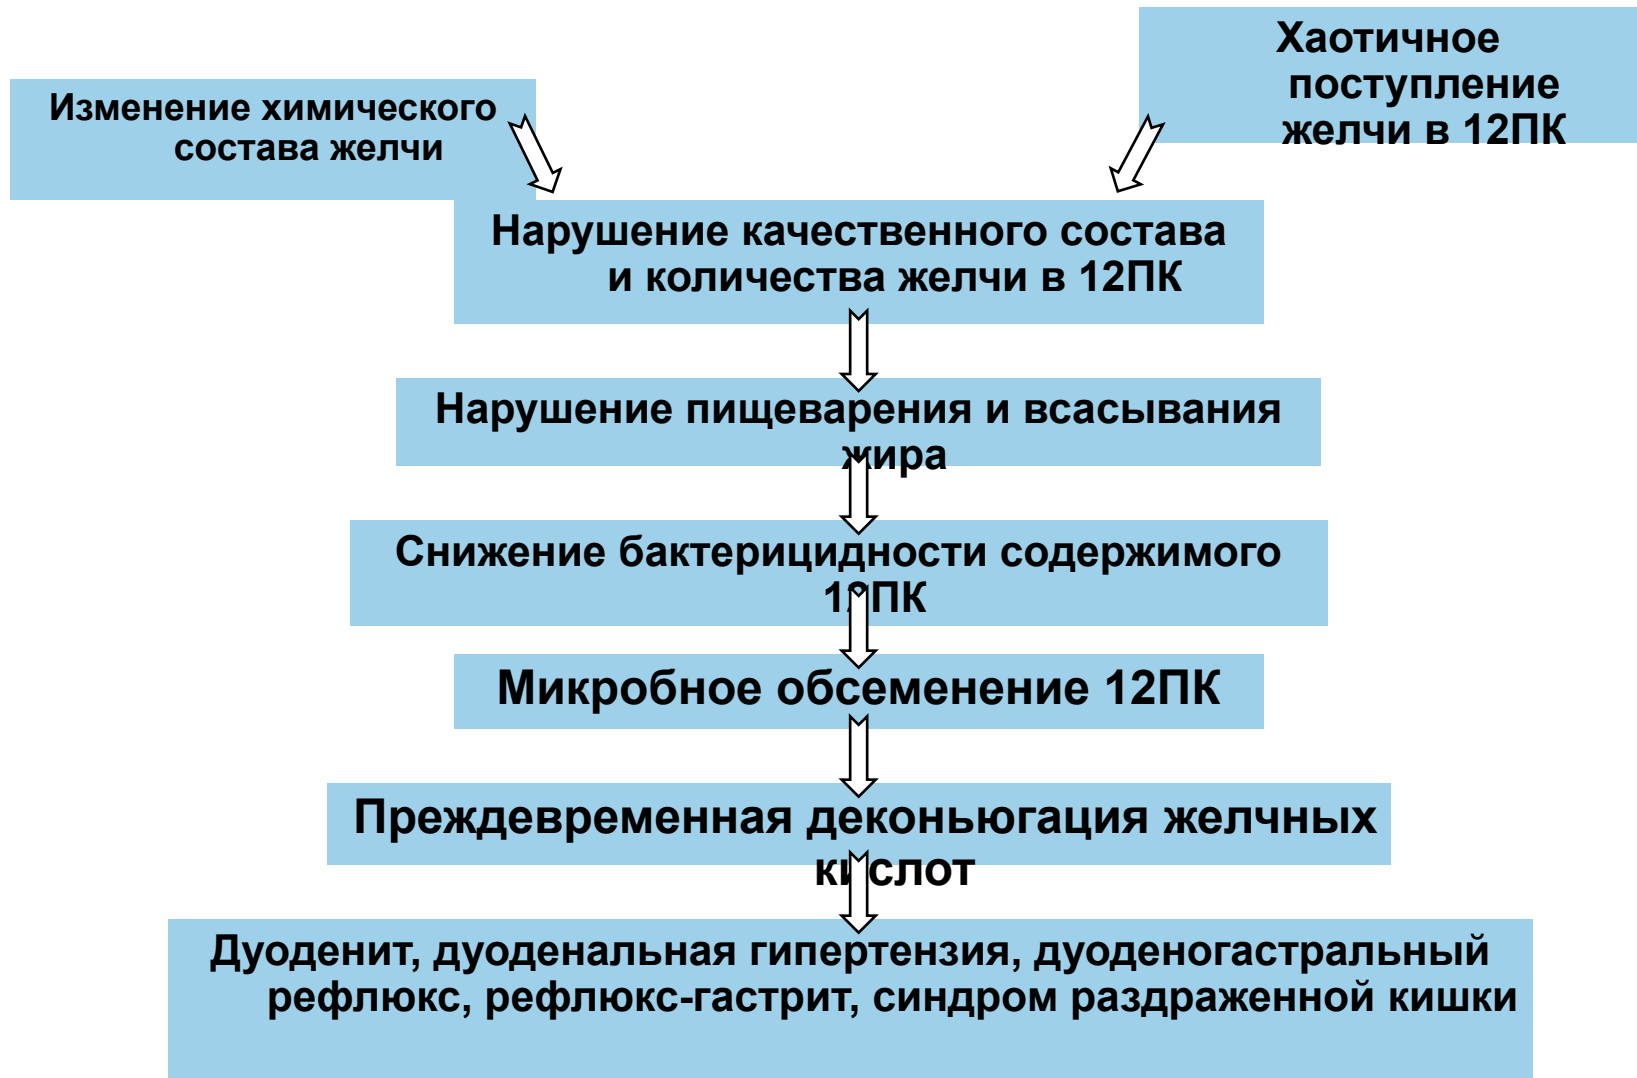 Хаотичное
поступление
желчи в 12ПК
Изменение химического
состава желчи
Нарушение качественного состава
и количества желчи в 12ПК
Нарушение пищеварения и всасывания
жира
Снижение бактерицидности содержимого
12ПК
Микробное обсеменение 12ПК
Преждевременная деконьюгация желчных
кислот
Дуоденит, дуоденальная гипертензия, дуоденогастральный
рефлюкс, рефлюкс-гастрит, синдром раздраженной кишки